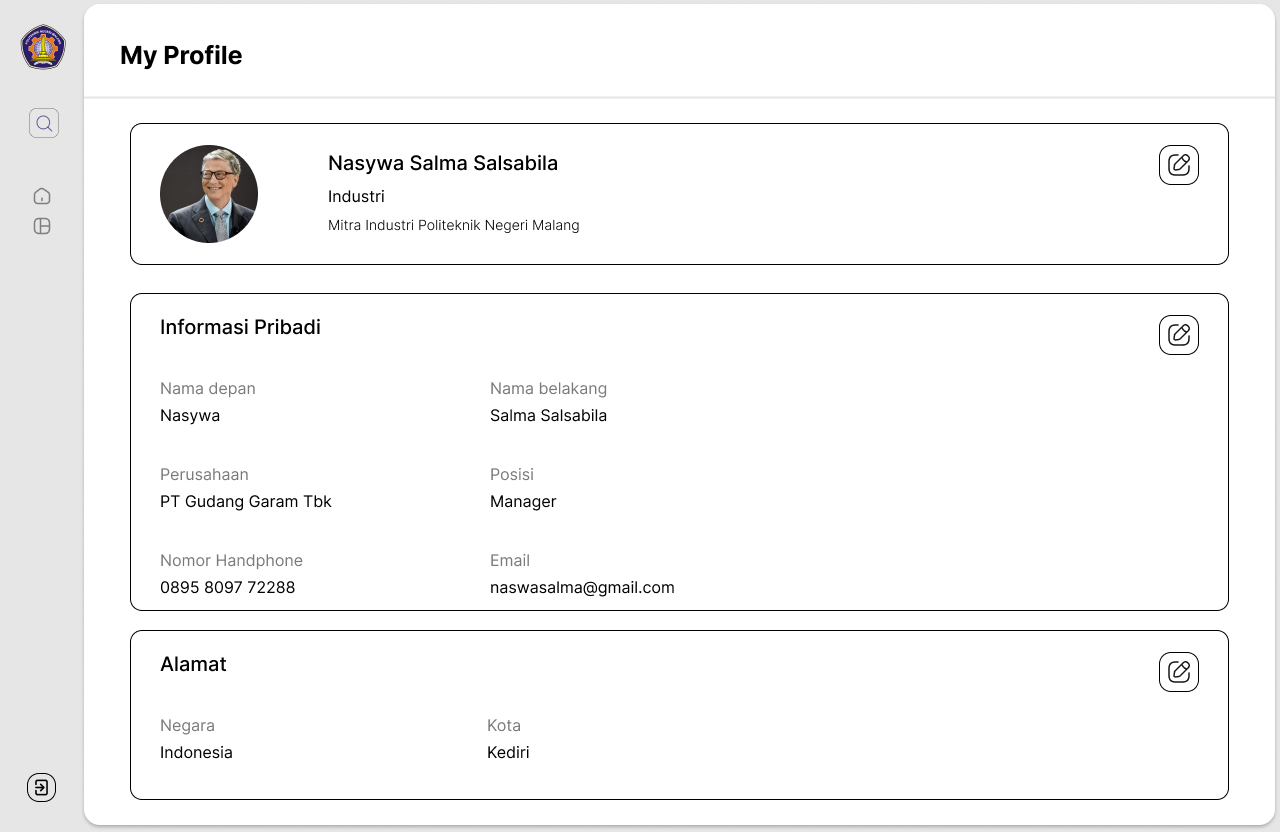 My Profile
Nasywa Salma Salsabila
Industri
Mitra Industri Politeknik Negeri Malang
Informasi Pribadi
Nama depan
Nasywa
Nama belakang
Salma Salsabila
Perusahaan
PT Gudang Garam Tbk
Posisi
Manager
Nomor Handphone
0895 8097 72288
Email
naswasalma@gmail.com
Alamat
Negara
Indonesia
Kota
Kediri